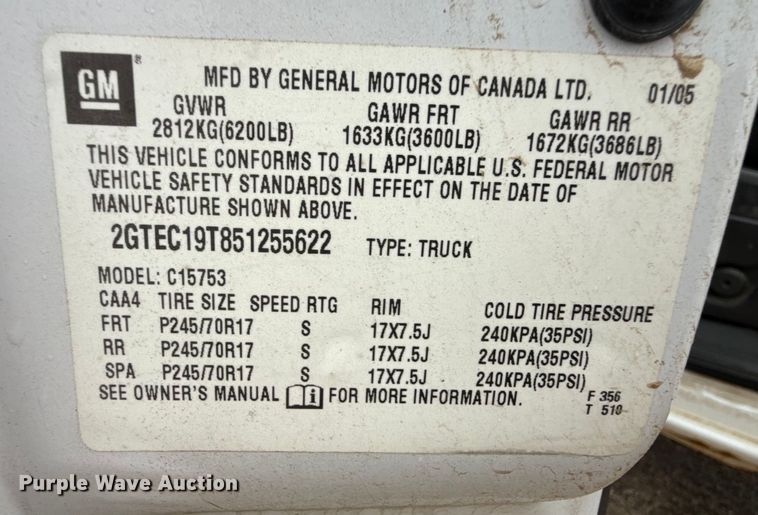 GM ®
MFD BY GENERAL MOTORS OF CANADA LTD. 01/05
GVWR GAWR FRT GAWR RR
2812KG(6200LB) 1633KG(3600LB) 1672KG(3686LB)
THIS VEHICLE CONFORMS TO ALL APPLICABLE U.S. FEDERAL MOTOR
VEHICLE SAFETY STANDARDS IN EFFECT ON THE DATE OF
MANUFACTURE SHOWN ABOVE.
2GTEC19T851255622 TYPE: TRUCK
MODEL: C15753
CAA4 TIRE SIZE SPEED RTG RIM COLD TIRE PRESSURE
FRT P245/70R17 S 17X7.5J 240KPA(35PSI)
RR P245/70R17 S 17X7.5J 240KPA(35PSI)
SPA P245/70R17 S 17X7.5J 240KPA(35PSI)
SEE OWNER'S MANUAL i FOR MORE INFORMATION. F 356
T 510
Purple Wave Auction